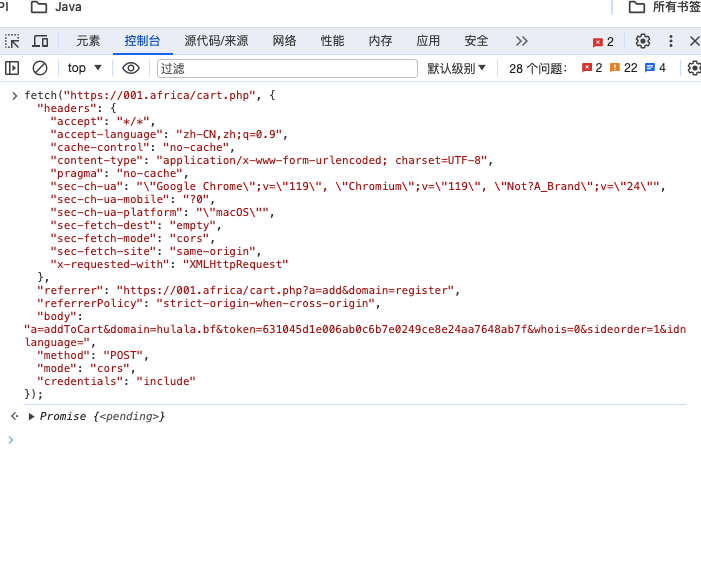 PI Java 所有书签
元素 控制台 源代码/来源 网络 性能 内存 应用 安全 2
top 过滤 默认级别 28 个问题： 2 22 4
fetch("https://001.africa/cart.php", {
"headers": {
"accept": "*/*",
"accept-language": "zh-CN,zh;q=0.9",
"cache-control": "no-cache",
"content-type": "application/x-www-form-urlencoded; charset=UTF-8",
"pragma": "no-cache",
"sec-ch-ua": "\"Google Chrome\";v=\"119\", \"Chromium\";v=\"119\", \"Not?A_Brand\";v=\"24\"",
"sec-ch-ua-mobile": "?0",
"sec-ch-ua-platform": "\"macOS\"",
"sec-fetch-dest": "empty",
"sec-fetch-mode": "cors",
"sec-fetch-site": "same-origin",
"x-requested-with": "XMLHttpRequest"
},
"referrer": "https://001.africa/cart.php?a=add&domain=register",
"referrerPolicy": "strict-origin-when-cross-origin",
"body":
"a=addToCart&domain=hulala.bf&token=631045d1e006ab0c6b7e0249ce8e24aa7648ab7f&whois=0&sideorder=1&idn
language=",
"method": "POST",
"mode": "cors",
"credentials": "include"
});
Promise {<pending>}